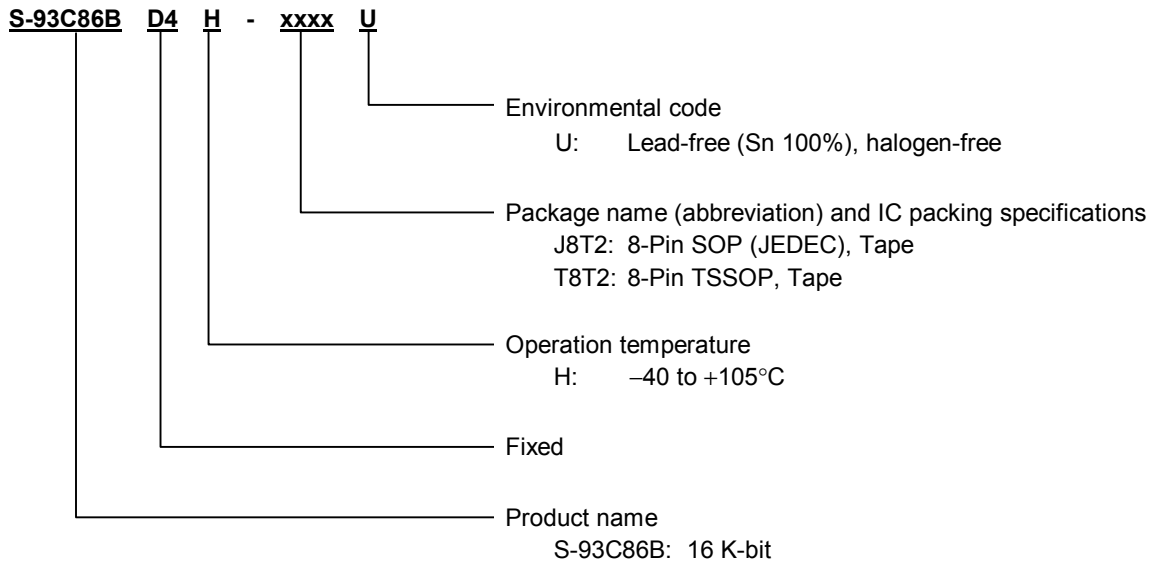 S-93C86B D4 H - xxxx U
Environmental code
U: Lead-free (Sn 100%), halogen-free
Package name (abbreviation) and IC packing specifications
J8T2: 8-Pin SOP (JEDEC), Tape
T8T2: 8-Pin TSSOP, Tape
Operation temperature
H: −40 to +105°C
Fixed
Product name
S-93C86B: 16 K-bit